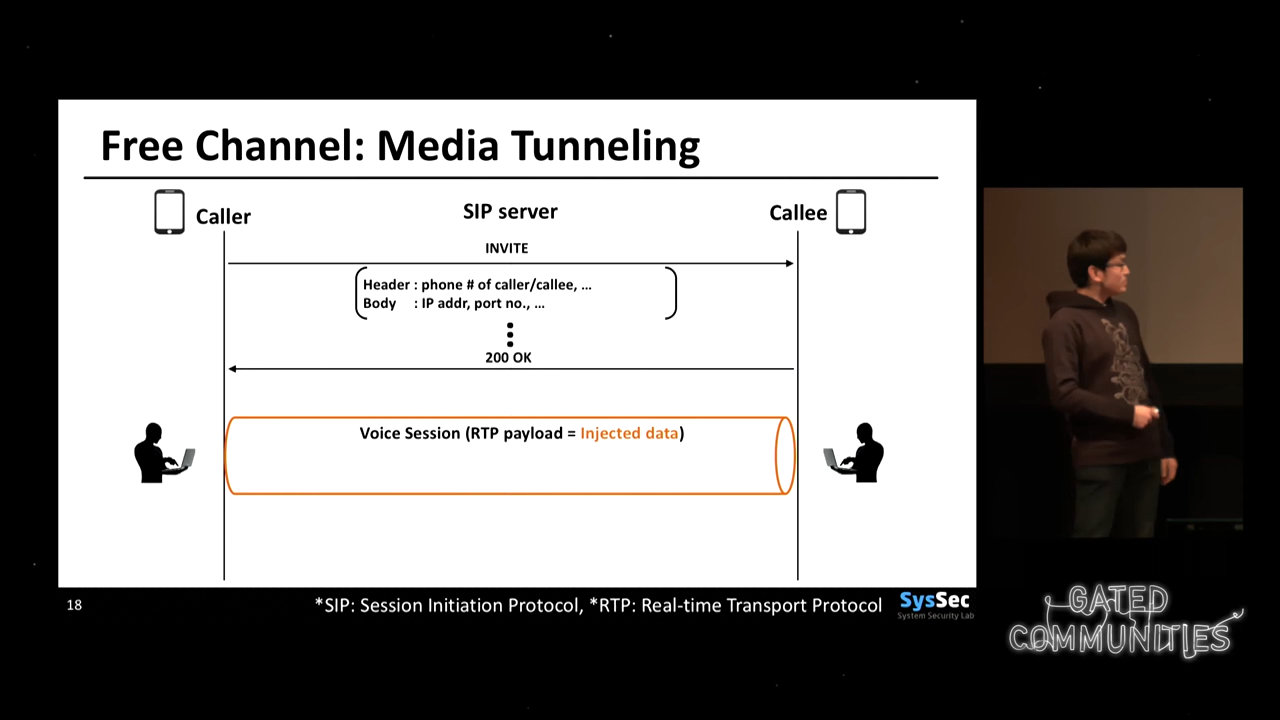 Free Channel: Media Tunneling
Caller
SIP server
Callee
INVITE
Header : phone # of caller/callee, ...
Body : IP addr, port no., ...
200 OK
Voice Session (RTP payload = Injected data)
18
*SIP: Session Initiation Protocol, *RTP: Real-time Transport Protocol
SysSec
System Security Lab
GATED
COMMUNITIES